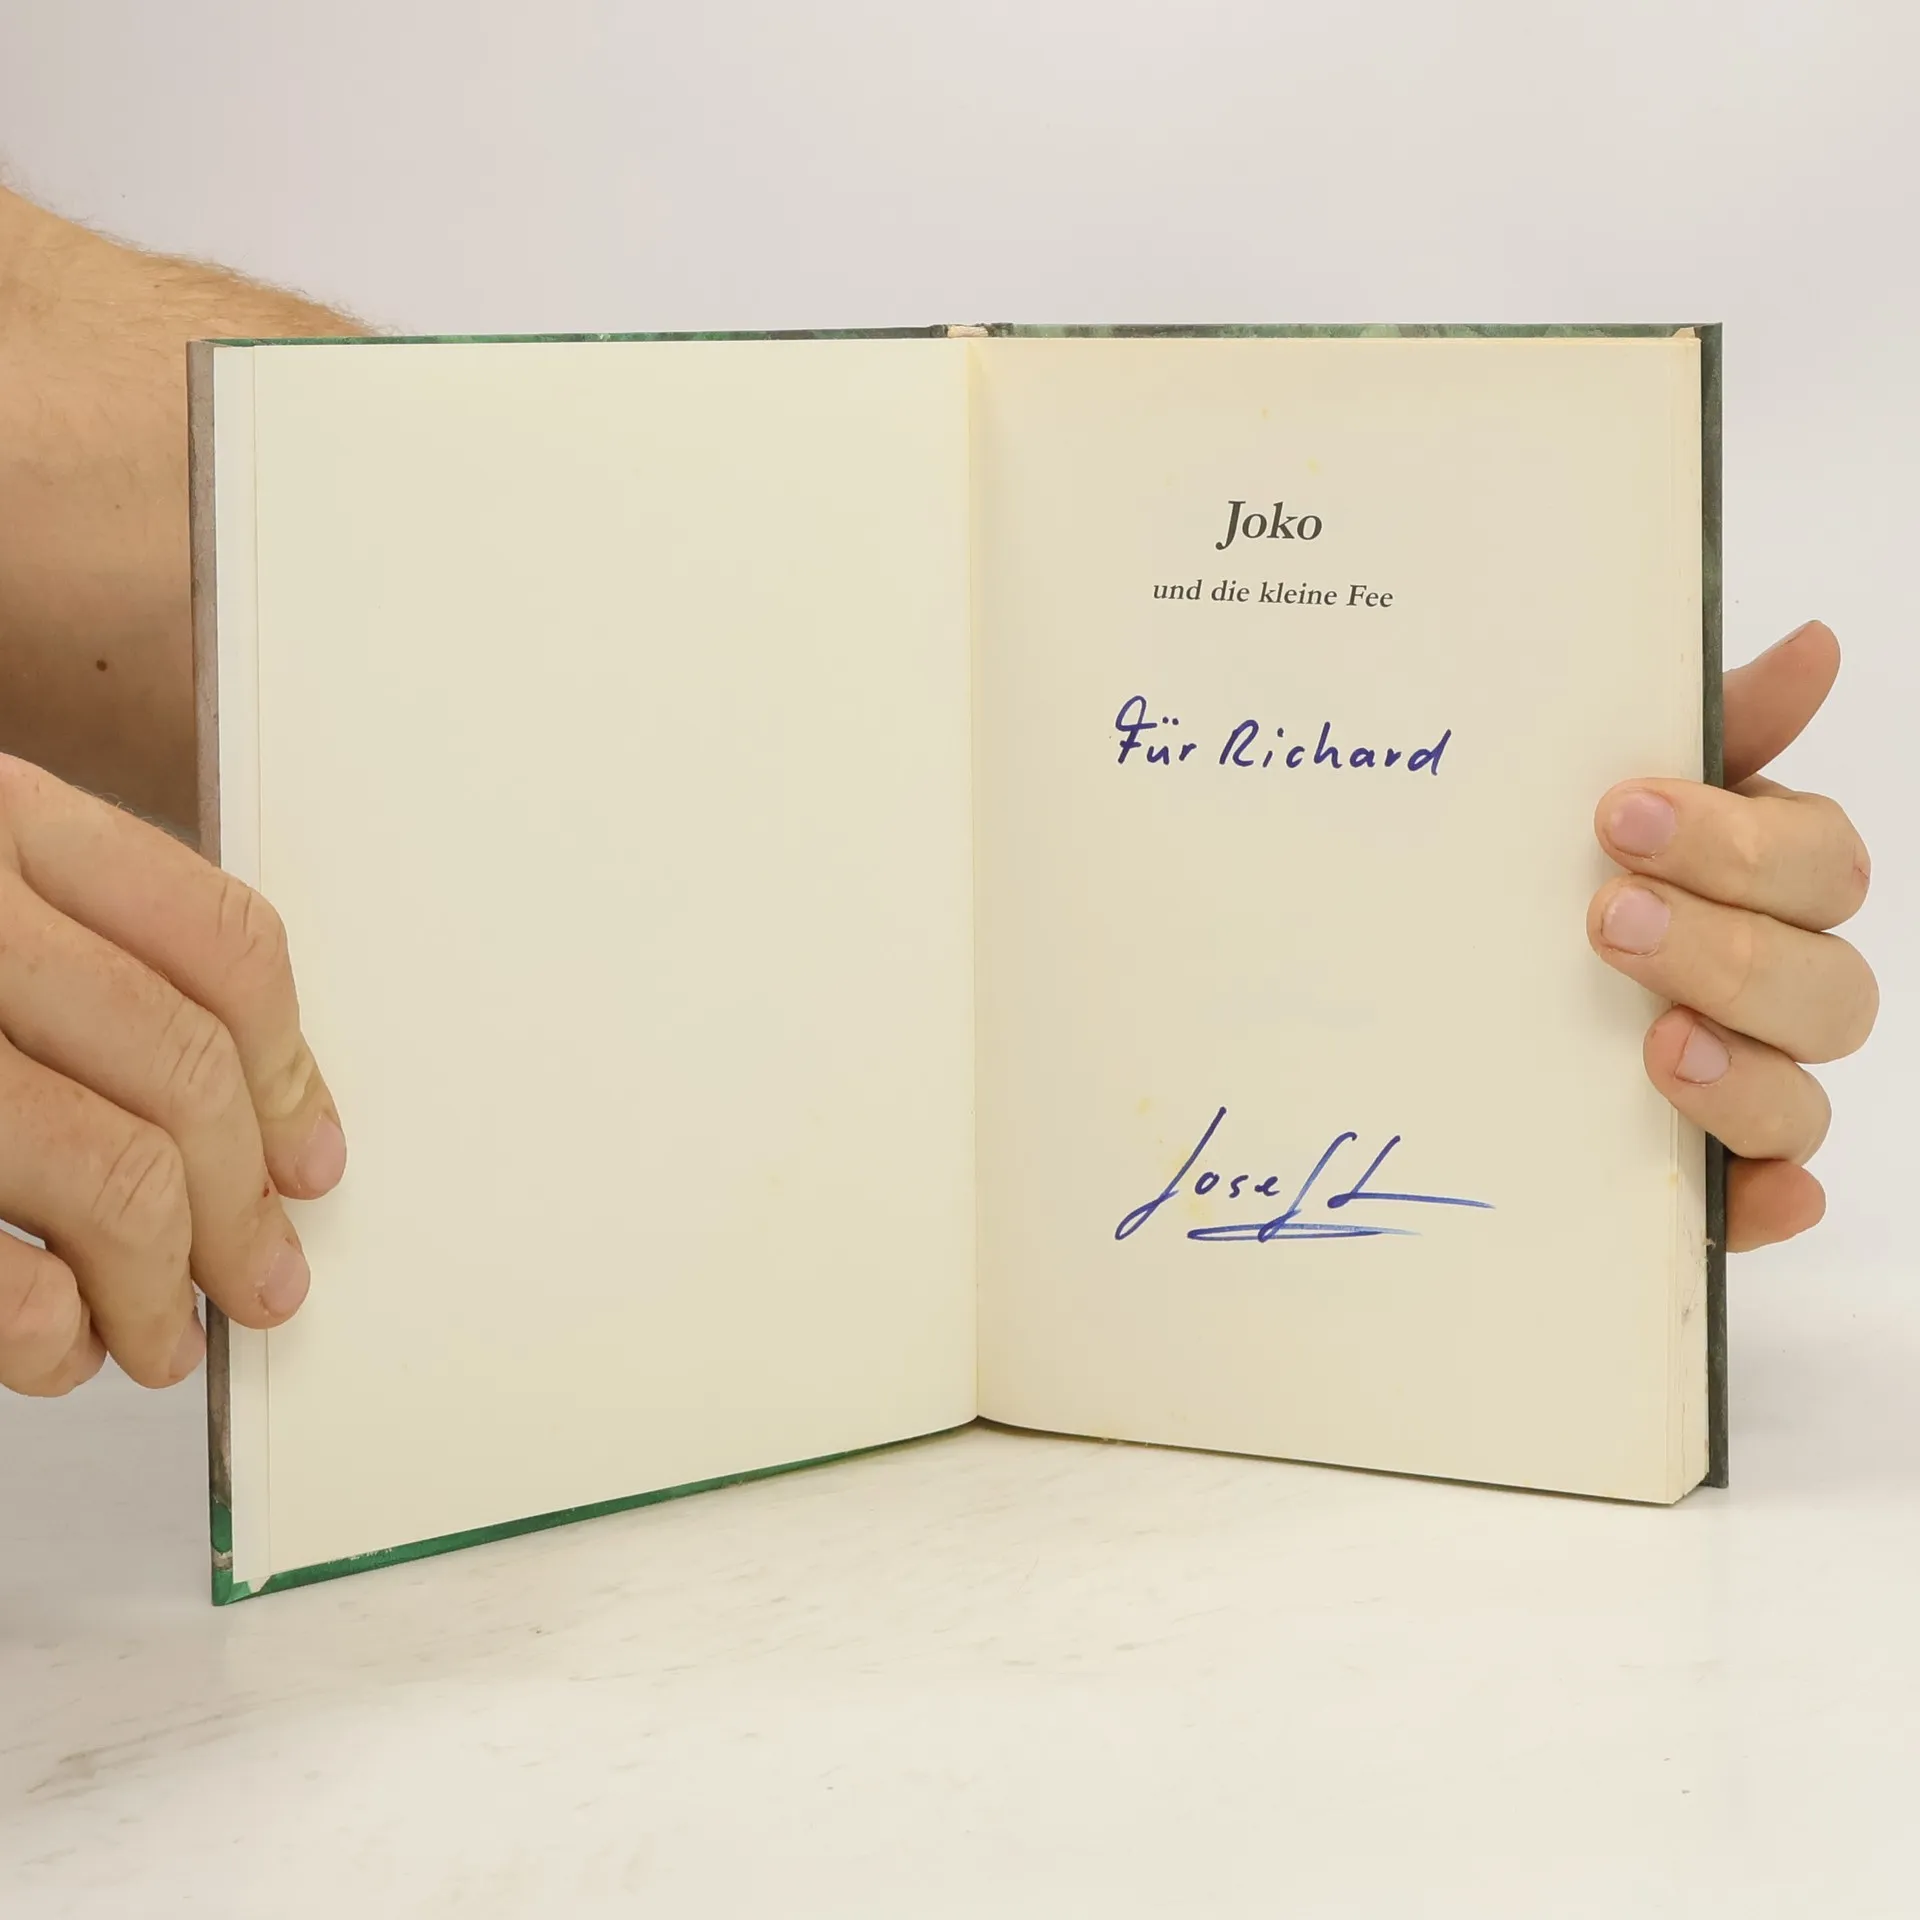 Joko
und die kleine Fee
Für Richard
Josef